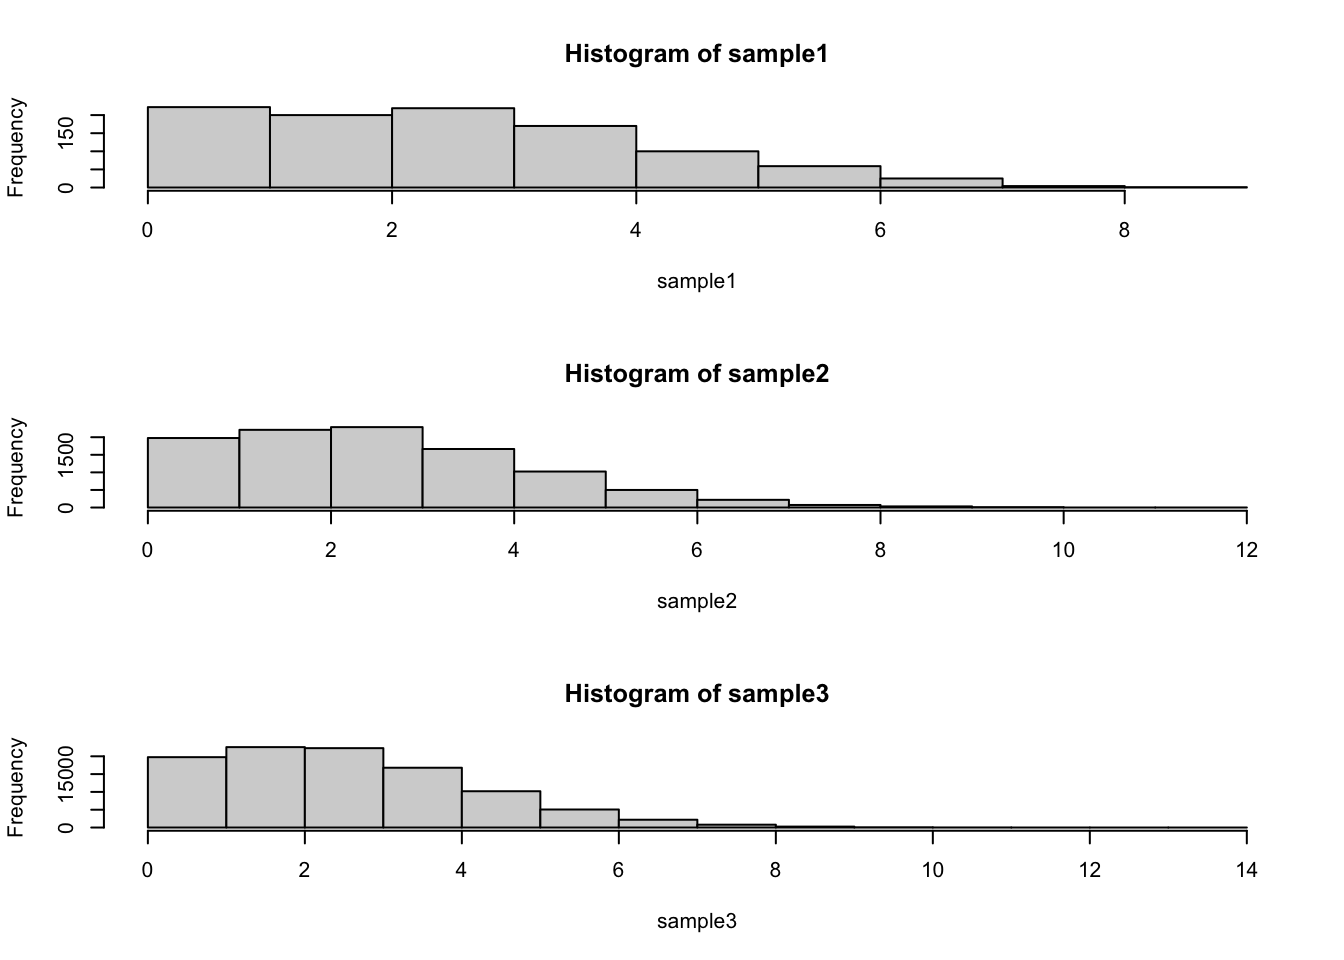 Histogram of sample1
Frequency
150
0
0 2 4 6 8
sample1
Histogram of sample2
Frequency
1500
0
0 2 4 6 8 10 12
sample2
Histogram of sample3
Frequency
15000
0
0 2 4 6 8 10 12 14
sample3